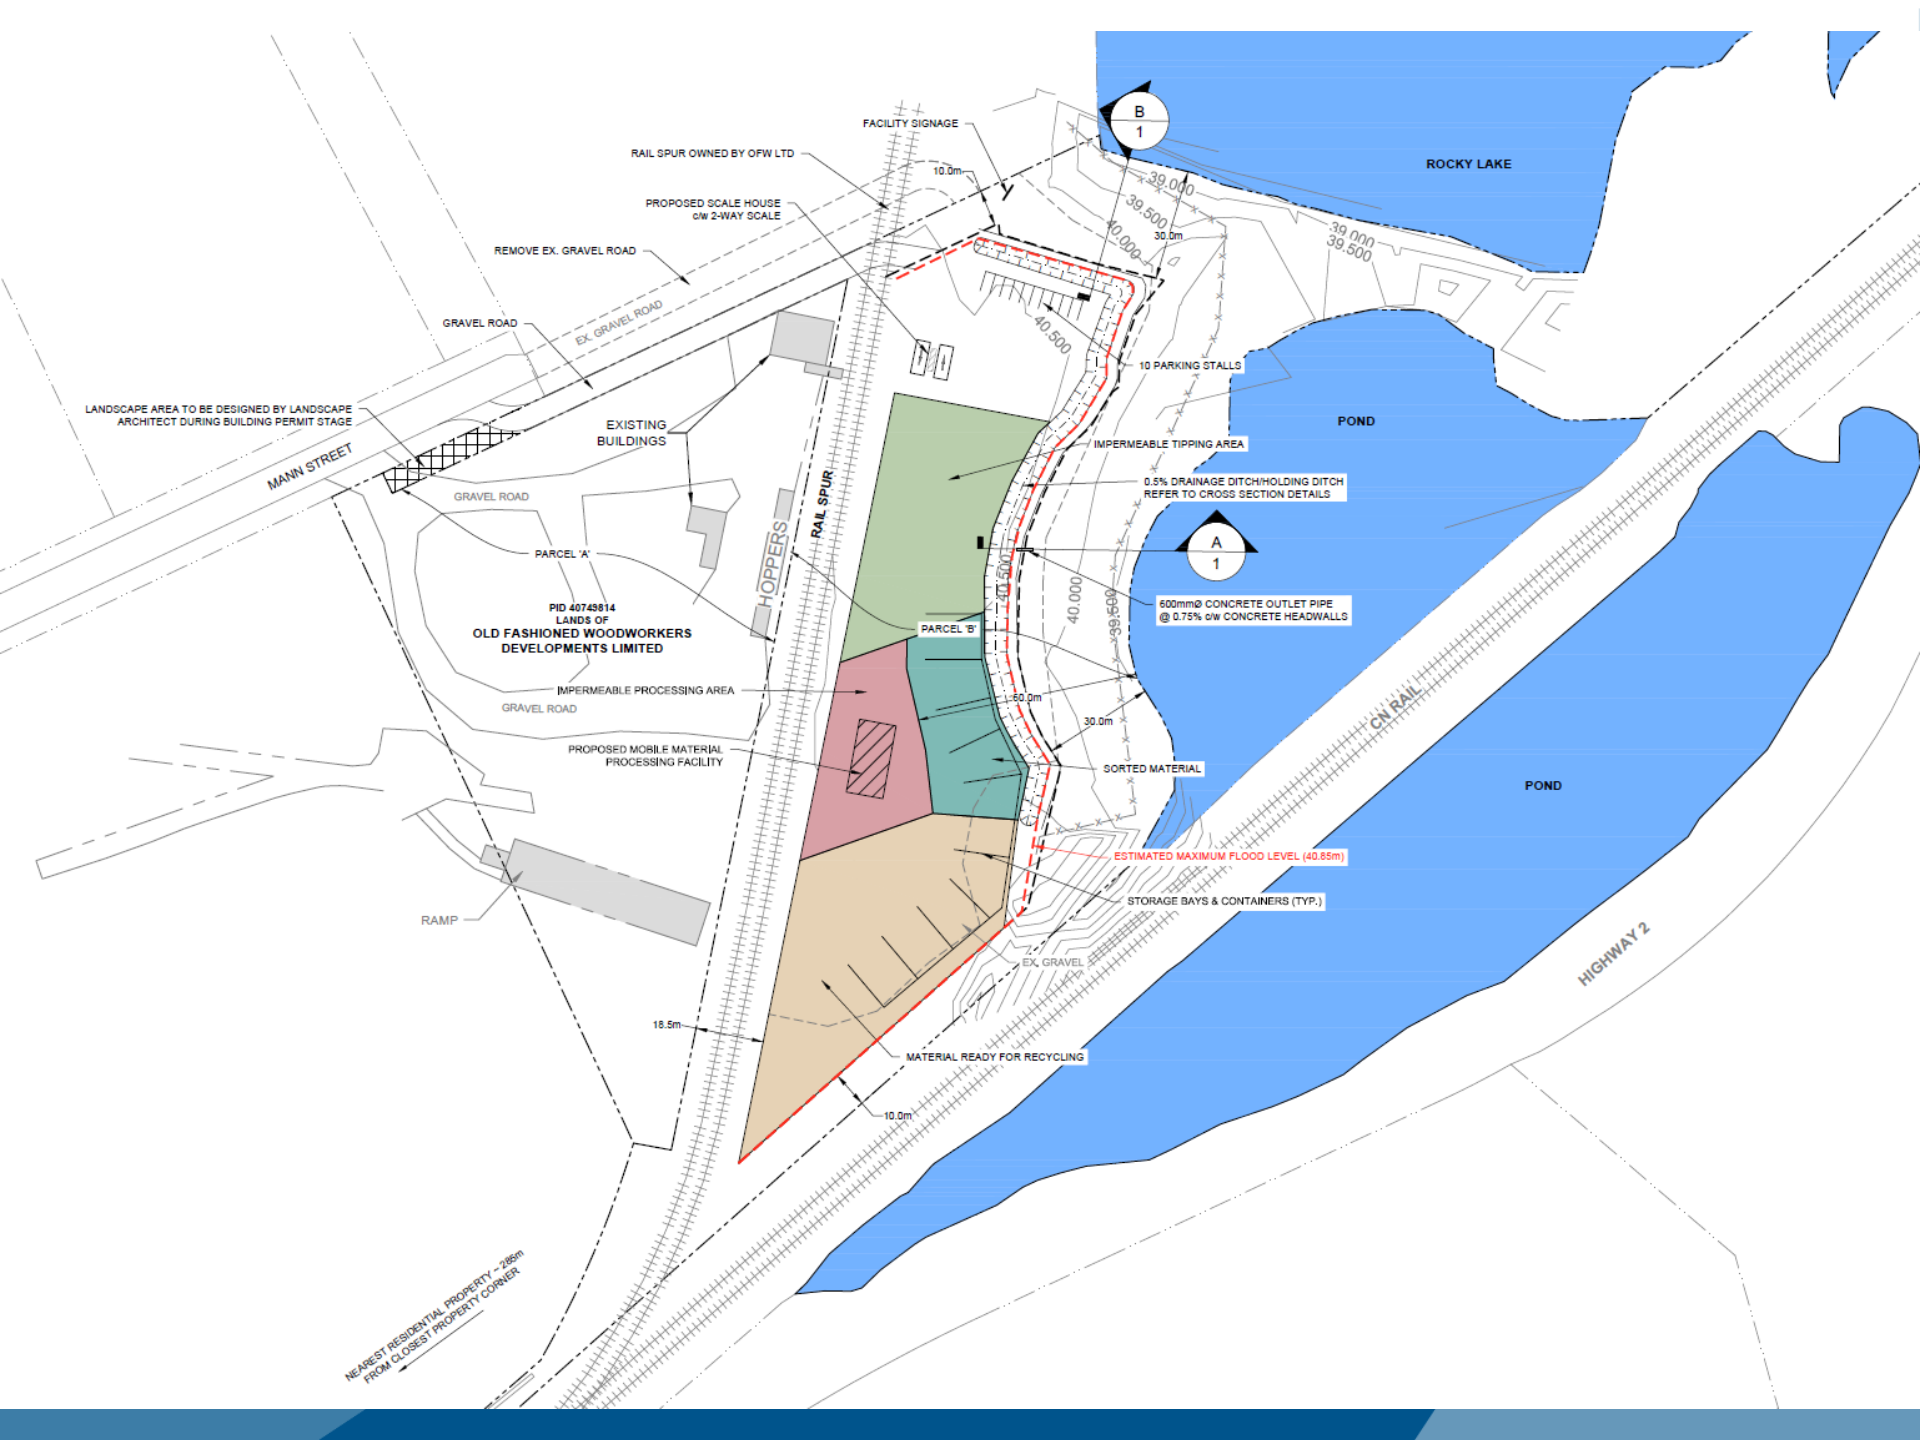 FACILITY SIGNAGE
RAIL SPUR OWNED BY OFW LTD
10.0m
PROPOSED SCALE HOUSE
c/w 2-WAY SCALE
REMOVE EX. GRAVEL ROAD
EX. GRAVEL ROAD
GRAVEL ROAD
LANDSCAPE AREA TO BE DESIGNED BY LANDSCAPE
ARCHITECT DURING BUILDING PERMIT STAGE
MANN STREET
EXISTING
BUILDINGS
B
1
ROCKY LAKE
39.000
39.500
40.000
30.0m
39.000
39.500
40.500
10 PARKING STALLS
POND
IMPERMEABLE TIPPING AREA
0.5% DRAINAGE DITCH/HOLDING DITCH
REFER TO CROSS SECTION DETAILS
A
1
GRAVEL ROAD
RAIL SPUR
HOPPERS
PARCEL 'A'
PID 40749814
LANDS OF
OLD FASHIONED WOODWORKERS
DEVELOPMENTS LIMITED
40.500
40.000
39.500
600mmØ CONCRETE OUTLET PIPE
@ 0.75% c/w CONCRETE HEADWALLS
PARCEL 'B'
IMPERMEABLE PROCESSING AREA
GRAVEL ROAD
60.0m
30.0m
CN RAIL
PROPOSED MOBILE MATERIAL
PROCESSING FACILITY
SORTED MATERIAL
POND
ESTIMATED MAXIMUM FLOOD LEVEL (40.85m)
STORAGE BAYS & CONTAINERS (TYP.)
RAMP
EX. GRAVEL
HIGHWAY 2
18.5m
MATERIAL READY FOR RECYCLING
10.0m
NEAREST RESIDENTIAL PROPERTY ~ 285m
FROM CLOSEST PROPERTY CORNER